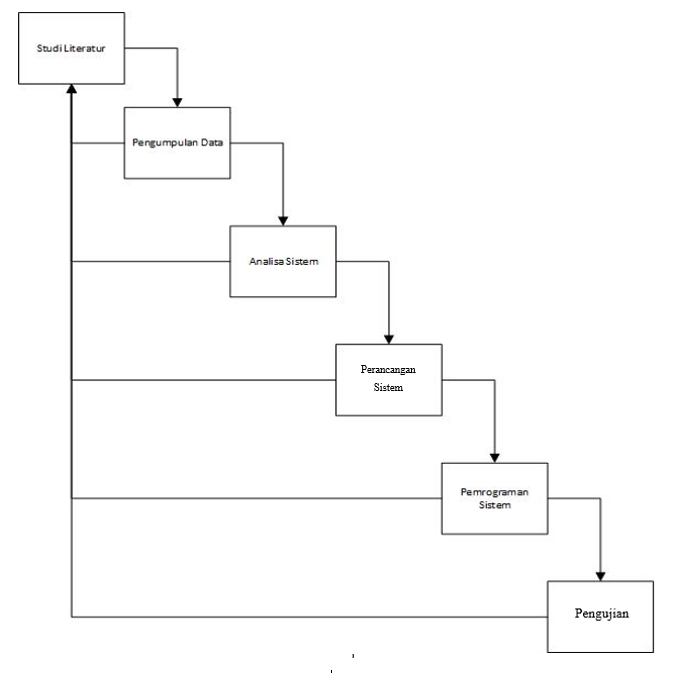 Studi Literatur
Pengumpulan Data
Analisa Sistem
Perancangan
Sistem
Pemrograman
Sistem
Pengujian